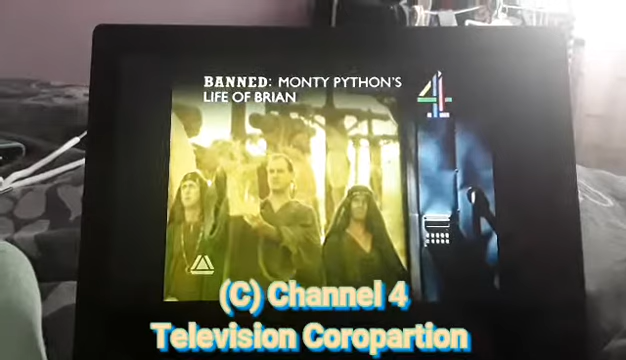 BANNED: MONTY PYTHON'S
LIFE OF BRIAN
4
(C) Channel 4
Television Coropartion